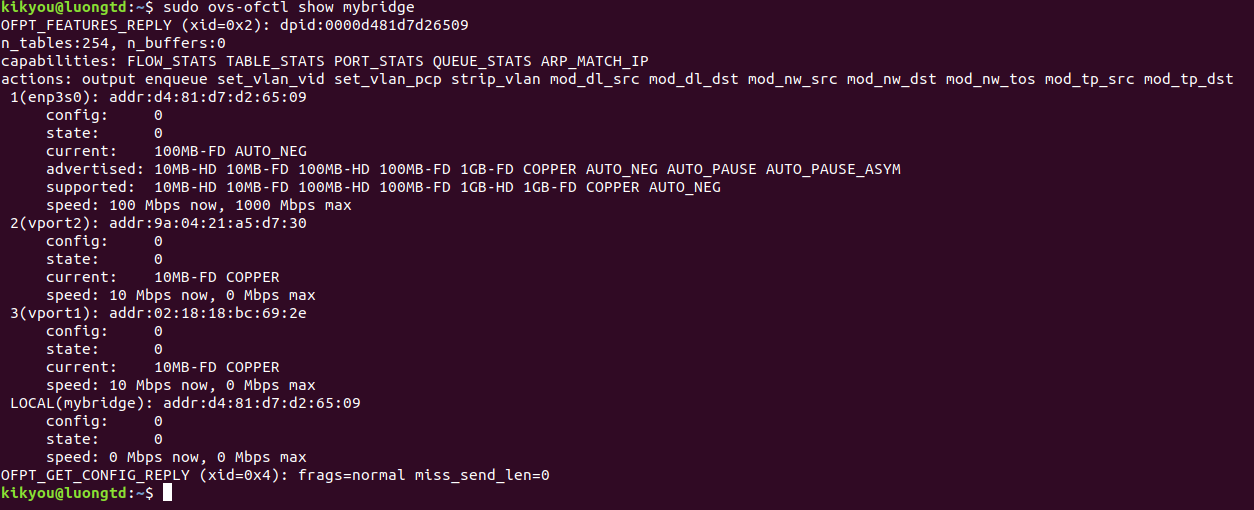 kikyou@luongtd:~$ sudo ovs-ofctl show mybridge
OFPT_FEATURES_REPLY (xid=0x2): dpid:0000d481d7d26509
n_tables:254, n_buffers:0
capabilities: FLOW_STATS TABLE_STATS PORT_STATS QUEUE_STATS ARP_MATCH_IP
actions: output enqueue set_vlan_vid set_vlan_pcp strip_vlan mod_dl_src mod_dl_dst mod_nw_src mod_nw_dst mod_nw_tos mod_tp_src mod_tp_dst
 1(enp3s0): addr:d4:81:d7:d2:65:09
     config:     0
     state:      0
     current:    100MB-FD AUTO_NEG
     advertised: 10MB-HD 10MB-FD 100MB-HD 100MB-FD 1GB-FD COPPER AUTO_NEG AUTO_PAUSE AUTO_PAUSE_ASYM
     supported:  10MB-HD 10MB-FD 100MB-HD 100MB-FD 1GB-HD 1GB-FD COPPER AUTO_NEG
     speed: 100 Mbps now, 1000 Mbps max
 2(vport2): addr:9a:04:21:a5:d7:30
     config:     0
     state:      0
     current:    10MB-FD COPPER
     speed: 10 Mbps now, 0 Mbps max
 3(vport1): addr:02:18:18:bc:69:2e
     config:     0
     state:      0
     current:    10MB-FD COPPER
     speed: 10 Mbps now, 0 Mbps max
 LOCAL(mybridge): addr:d4:81:d7:d2:65:09
     config:     0
     state:      0
     speed: 0 Mbps now, 0 Mbps max
OFPT_GET_CONFIG_REPLY (xid=0x4): frags=normal miss_send_len=0
kikyou@luongtd:~$